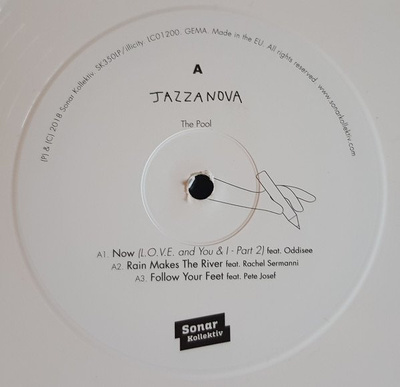 (P) & (C) 2018 Sonar Kollektiv. SK350LP/illicity. LC01200. GEMA. Made in the EU. All rights reserved. www.sonarkollektiv.com
A
JAZZANOVA
The Pool
A1. Now (L.O.V.E. and You & I - Part 2) feat. Oddisee
A2. Rain Makes The River feat. Rachel Sermanni
A3. Follow Your Feet feat. Pete Josef
Sonar
Kollektiv